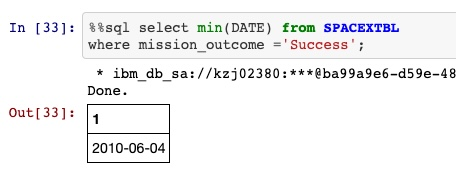 In [33]: %%sql select min(DATE) from SPACEXTBL
where mission_outcome ='Success';
* ibm_db_sa://kzj02380:***@ba99a9e6-d59e-48
Done.
Out[33]: 1
2010-06-04